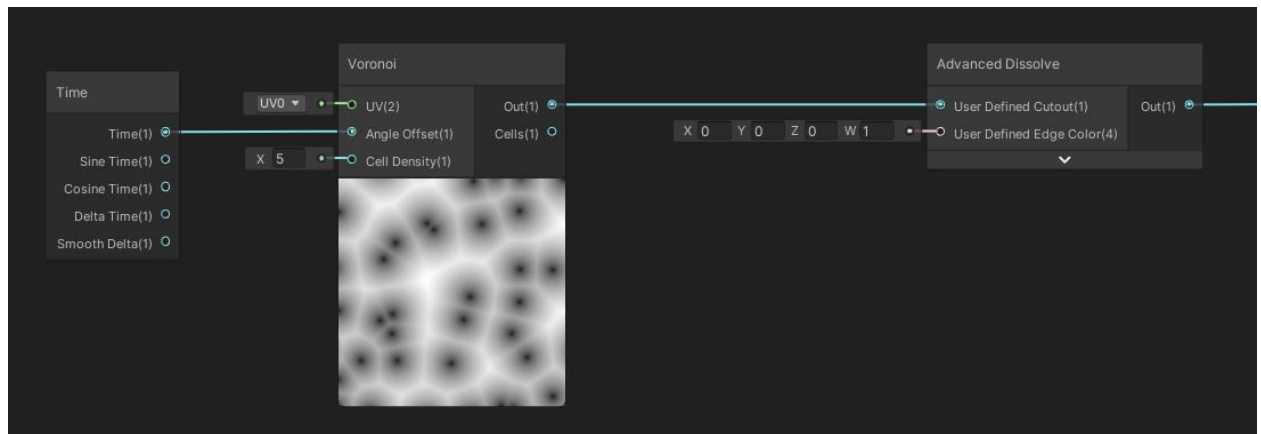 Time
Time(1)
Sine Time(1)
Cosine Time(1)
Delta Time(1)
Smooth Delta(1)
UV0
X 5
Voronoi
UV(2) Out(1)
Angle Offset(1) Cells(1)
Cell Density(1)
X 0 Y 0 Z 0 W 1
Advanced Dissolve
User Defined Cutout(1) Out(1)
User Defined Edge Color(4)